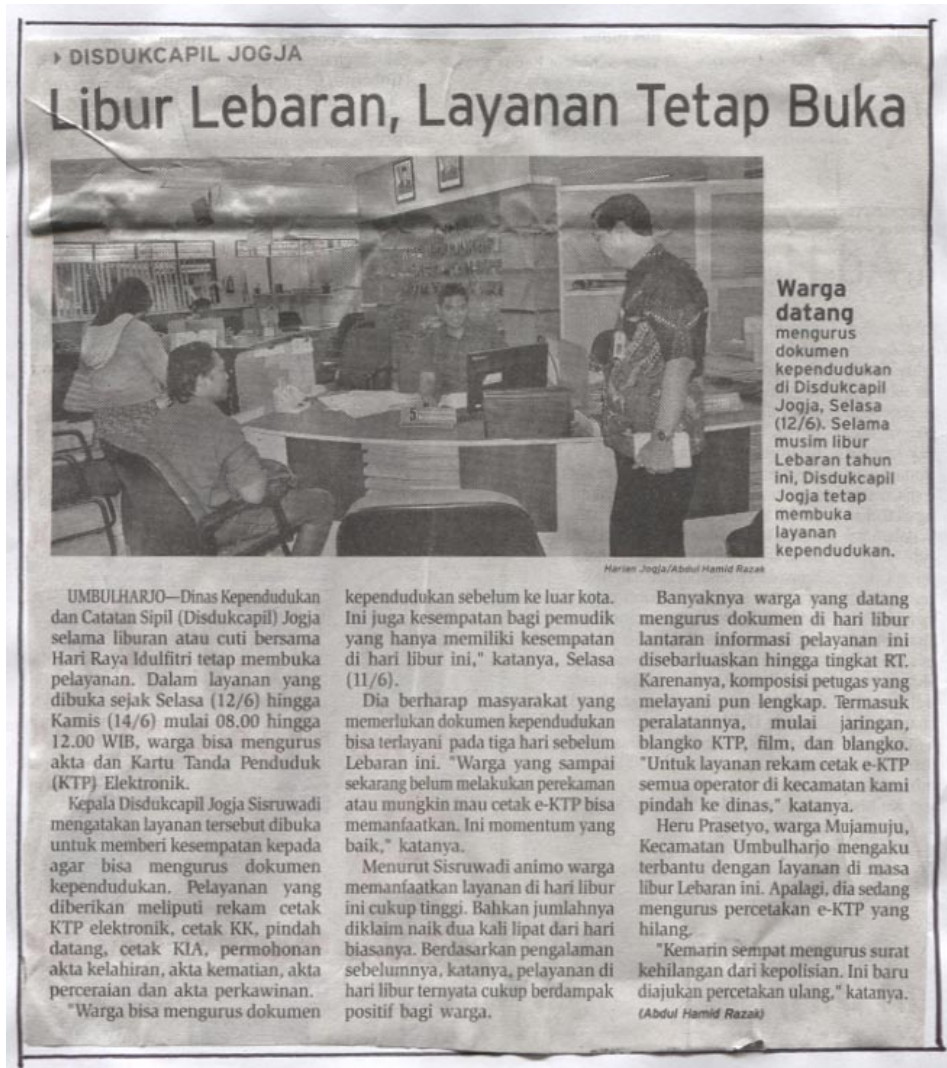 › DISDUKCAPIL JOGJA
Libur Lebaran, Layanan Tetap Buka
5.
Warga
datang
mengurus
dokumen
kependudukan
di Disdukcapil
Jogja, Selasa
(12/6). Selama
musim libur
Lebaran tahun
ini, Disdukcapil
Jogja tetap
membuka
layanan
kependudukan.
Harian Jogja/Abdul Hamid Razak
UMBULHARJO—Dinas Kependudukan
dan Catatan Sipil (Disdukcapil) Jogja
selama liburan atau cuti bersama
Hari Raya Idulfitri tetap membuka
pelayanan. Dalam layanan yang
dibuka sejak Selasa (12/6) hingga
Kamis (14/6) mulai 08.00 hingga
12.00 WIB, warga bisa mengurus
akta dan Kartu Tanda Penduduk
(KTP) Elektronik.
Kepala Disdukcapil Jogja Sisruwadi
mengatakan layanan tersebut dibuka
untuk memberi kesempatan kepada
agar bisa mengurus dokumen
kependudukan. Pelayanan yang
diberikan meliputi rekam cetak
KTP elektronik, cetak KK, pindah
datang, cetak KIA, permohonan
akta kelahiran, akta kematian, akta
perceraian dan akta perkawinan.
"Warga bisa mengurus dokumen
kependudukan sebelum ke luar kota.
Ini juga kesempatan bagi pemudik
yang hanya memiliki kesempatan
di hari libur ini," katanya, Selasa
(11/6).
Dia berharap masyarakat yang
memerlukan dokumen kependudukan
bisa terlayani pada tiga hari sebelum
Lebaran ini. "Warga yang sampai
sekarang belum melakukan perekaman
atau mungkin mau cetak e-KTP bisa
memanfaatkan. Ini momentum yang
baik," katanya.
Menurut Sisruwadi animo warga
memanfaatkan layanan di hari libur
ini cukup tinggi. Bahkan jumlahnya
diklaim naik dua kali lipat dari hari
biasanya. Berdasarkan pengalaman
sebelumnnya, katanya, pelayanan di
hari libur ternyata cukup berdampak
positif bagi warga.
Banyaknya warga yang datang
mengurus dokumen di hari libur
lantaran informasi pelayanan ini
disebarluaskan hingga tingkat RT.
Karenanya, komposisi petugas yang
melayani pun lengkap. Termasuk
peralatannya, mulai jaringan,
blangko KTP, film, dan blangko.
"Untuk layanan rekam cetak e-KTP
semua operator di kecamatan kami
pindah ke dinas," katanya.
Heru Prasetyo, warga Mujamuju,
Kecamatan Umbulharjo mengaku
terbantu dengan layanan di masa
libur Lebaran ini. Apalagi, dia sedang
mengurus percetakan e-KTP yang
hilang.
"Kemarin sempat mengurus surat
kehilangan dari kepolisian. Ini baru
diajukan percetakan ulang," katanya.
(Abdul Hamid Razak)